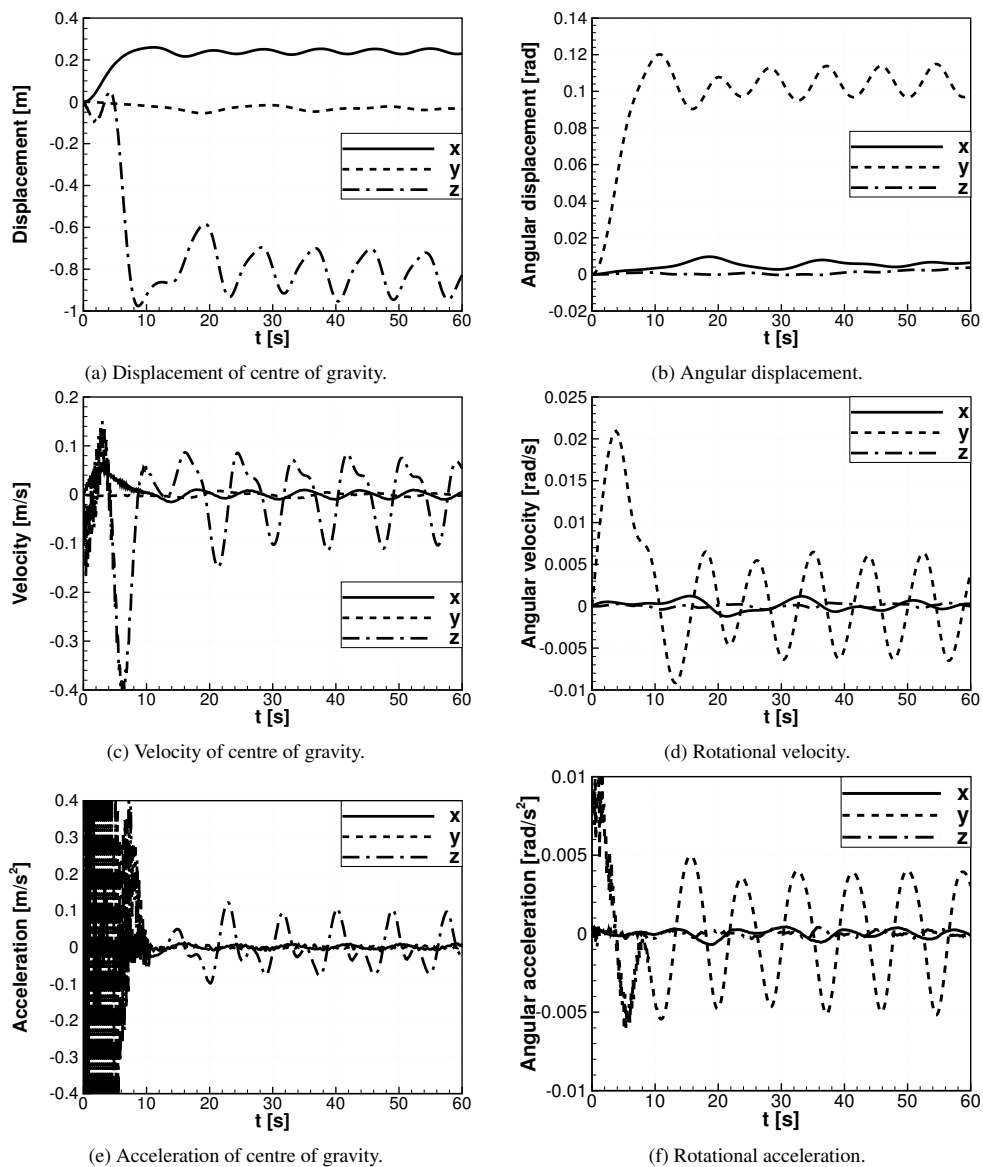 0.4
0.2
0
-0.2
-0.4
-0.6
-0.8
-1
Displacement [m]
x
y
z
0 10 20 30 40 50 60
t [s]
(a) Displacement of centre of gravity.
0.14
0.12
0.1
0.08
0.06
0.04
0.02
0
-0.02
Angular displacement [rad]
x
y
z
0 10 20 30 40 50 60
t [s]
(b) Angular displacement.
0.2
0.1
0
-0.1
-0.2
-0.3
-0.4
Velocity [m/s]
x
y
z
0 10 20 30 40 50 60
t [s]
(c) Velocity of centre of gravity.
0.025
0.02
0.015
0.01
0.005
0
-0.005
-0.01
Angular velocity [rad/s]
x
y
z
0 10 20 30 40 50 60
t [s]
(d) Rotational velocity.
0.4
0.3
0.2
0.1
0
-0.1
-0.2
-0.3
-0.4
Acceleration [m/s²]
x
y
z
0 10 20 30 40 50 60
t [s]
(e) Acceleration of centre of gravity.
0.01
0.005
0
-0.005
-0.01
Angular acceleration [rad/s²]
x
y
z
0 10 20 30 40 50 60
t [s]
(f) Rotational acceleration.